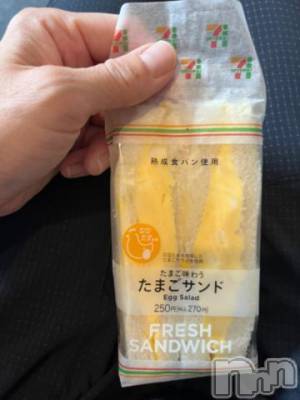 熟成食パン使用
たまご味わう
たまごサンド
Egg Salad
250円(税込270円)
FRESH
SANDWICH